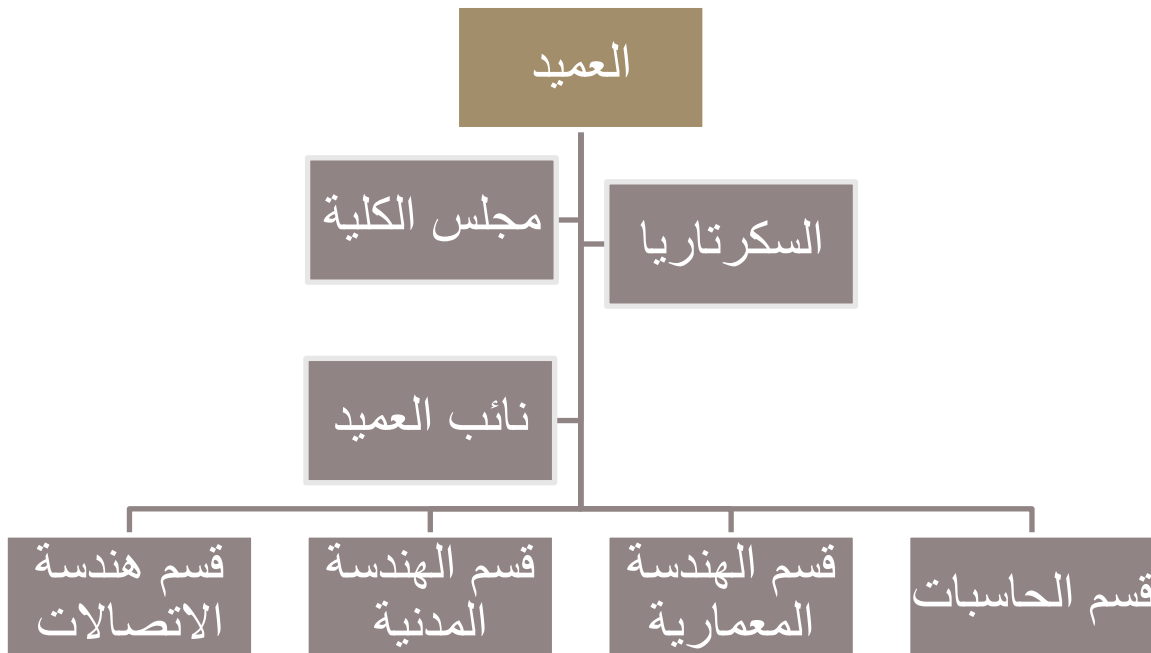 العميد
مجلس الكلية
السكرتاريا
نائب العميد
قسم الحاسبات
قسم الهندسة
المعمارية
قسم الهندسة
المدنية
قسم هندسة
الاتصالات